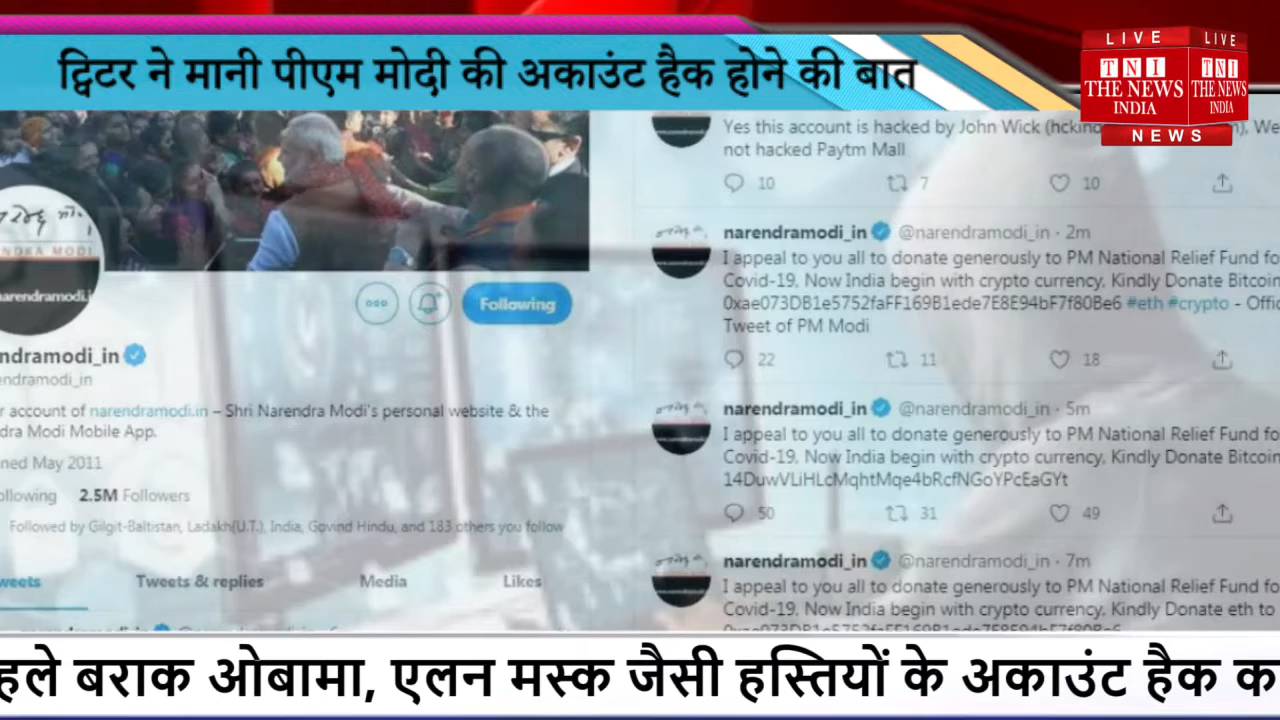 ट्विटर ने मानी पीएम मोदी की अकाउंट हैक होने की बात
LIVE
TNI
THE NEWS
INDIA
LIVE
TNI
THE NEWS
INDIA
NEWS
NDRA MODI
narendramodi.i
ndramodi_in
endramodi_in
r account of narendramodi.in – Shri Narendra Modi's personal website & the
dra Modi Mobile App.
ned May 2011
ollowing 2.5M Followers
Followed by Gilgit-Baltistan, Ladakh(U.T.), India, Govind Hindu, and 183 others you follow
Following
weets Tweets & replies Media Likes
Yes this account is hacked by John Wick (hckin We
not hacked Paytm Mall
10 7 10
narendramodi_in @narendramodi_in · 2m
I appeal to you all to donate generously to PM National Relief Fund fo
Covid-19, Now India begin with crypto currency, Kindly Donate Bitcoin
0xae073DB1e5752faFF169B1ede7E8E94bF7f80Be6 #eth #crypto - Offic
Tweet of PM Modi
22 11 18
narendramodi_in @narendramodi_in · 5m
I appeal to you all to donate generously to PM National Relief Fund fo
Covid-19, Now India begin with crypto currency, Kindly Donate Bitcoin
14DuwVLiHLcMqhtMqe4bRcfNGoYPcEaGYt
50 31 49
narendramodi_in @narendramodi_in · 7m
I appeal to you all to donate generously to PM National Relief Fund fo
Covid-19, Now India begin with crypto currency, Kindly Donate eth to
हले बराक ओबामा, एलन मस्क जैसी हस्तियों के अकाउंट हैक क